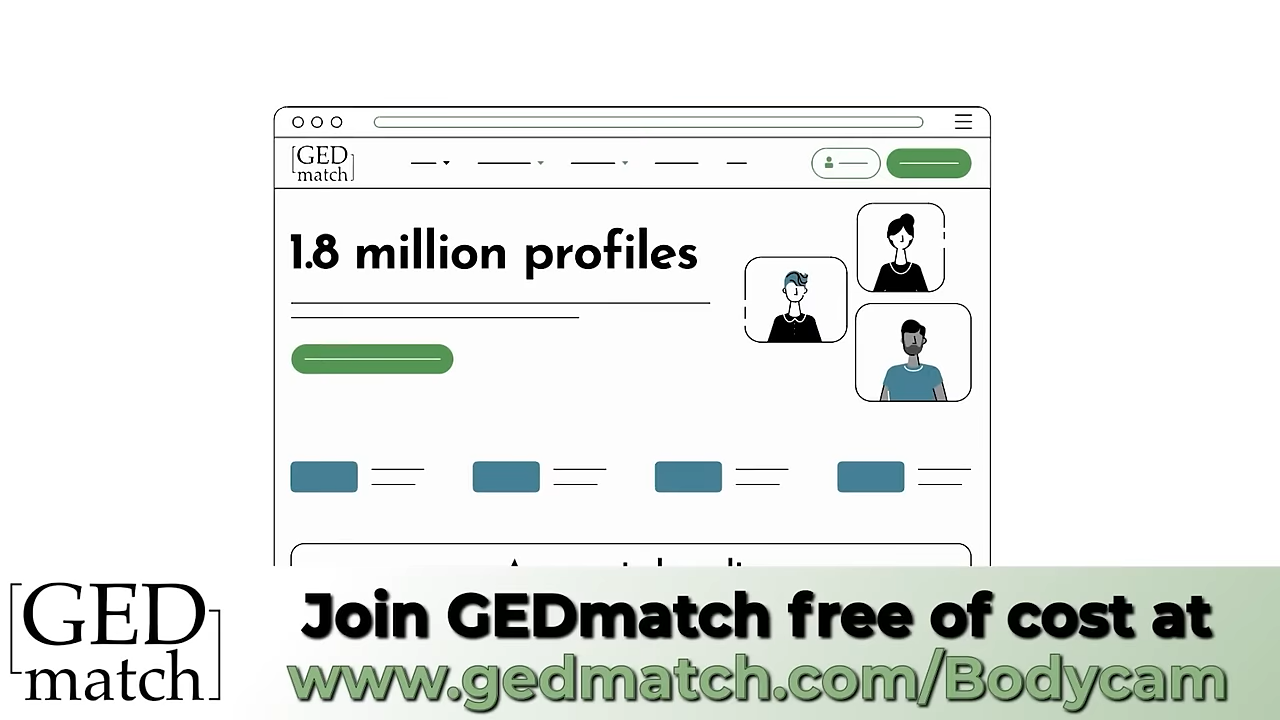 GED
match
1.8 million profiles
GED
match
Join GEDmatch free of cost at
www.gedmatch.com/Bodycam